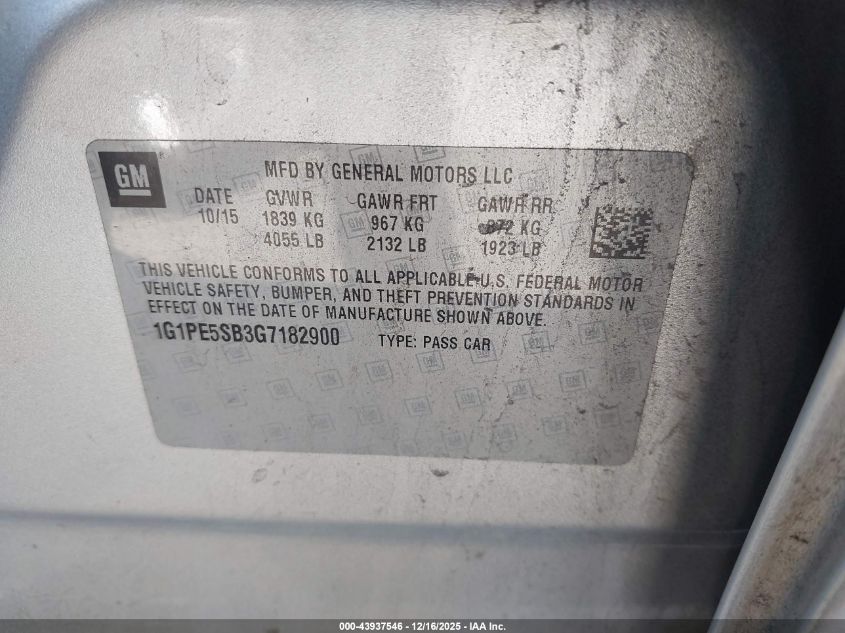 GM
MFD BY GENERAL MOTORS LLC
DATE GVWR GAWR FRT GAWR RR
10/15 1839 KG 967 KG 872 KG
4055 LB 2132 LB 1923 LB
THIS VEHICLE CONFORMS TO ALL APPLICABLE U.S. FEDERAL MOTOR
VEHICLE SAFETY, BUMPER, AND THEFT PREVENTION STANDARDS IN
EFFECT ON THE DATE OF MANUFACTURE SHOWN ABOVE.
1G1PE5SB3G7182900 TYPE: PASS CAR
000-43937546 - 12/16/2025 - IAA Inc.